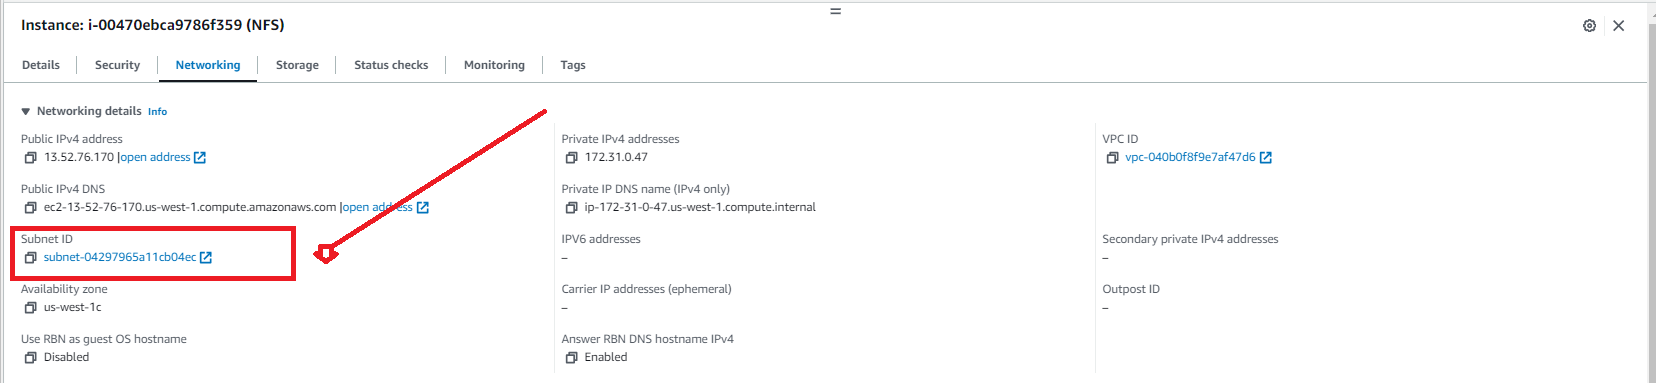 Instance: i-00470ebca9786f359 (NFS)
Details Security Networking Storage Status checks Monitoring Tags
Networking details Info
Public IPv4 address
13.52.76.170 |open address
Private IPv4 addresses
172.31.0.47
VPC ID
vpc-040b0f8f9e7af47d6
Public IPv4 DNS
ec2-13-52-76-170.us-west-1.compute.amazonaws.com |open address
Private IP DNS name (IPv4 only)
ip-172-31-0-47.us-west-1.compute.internal
Subnet ID
subnet-04297965a11cb04ec
IPV6 addresses
–
Secondary private IPv4 addresses
–
Availability zone
us-west-1c
Carrier IP addresses (ephemeral)
–
Outpost ID
–
Use RBN as guest OS hostname
Disabled
Answer RBN DNS hostname IPv4
Enabled